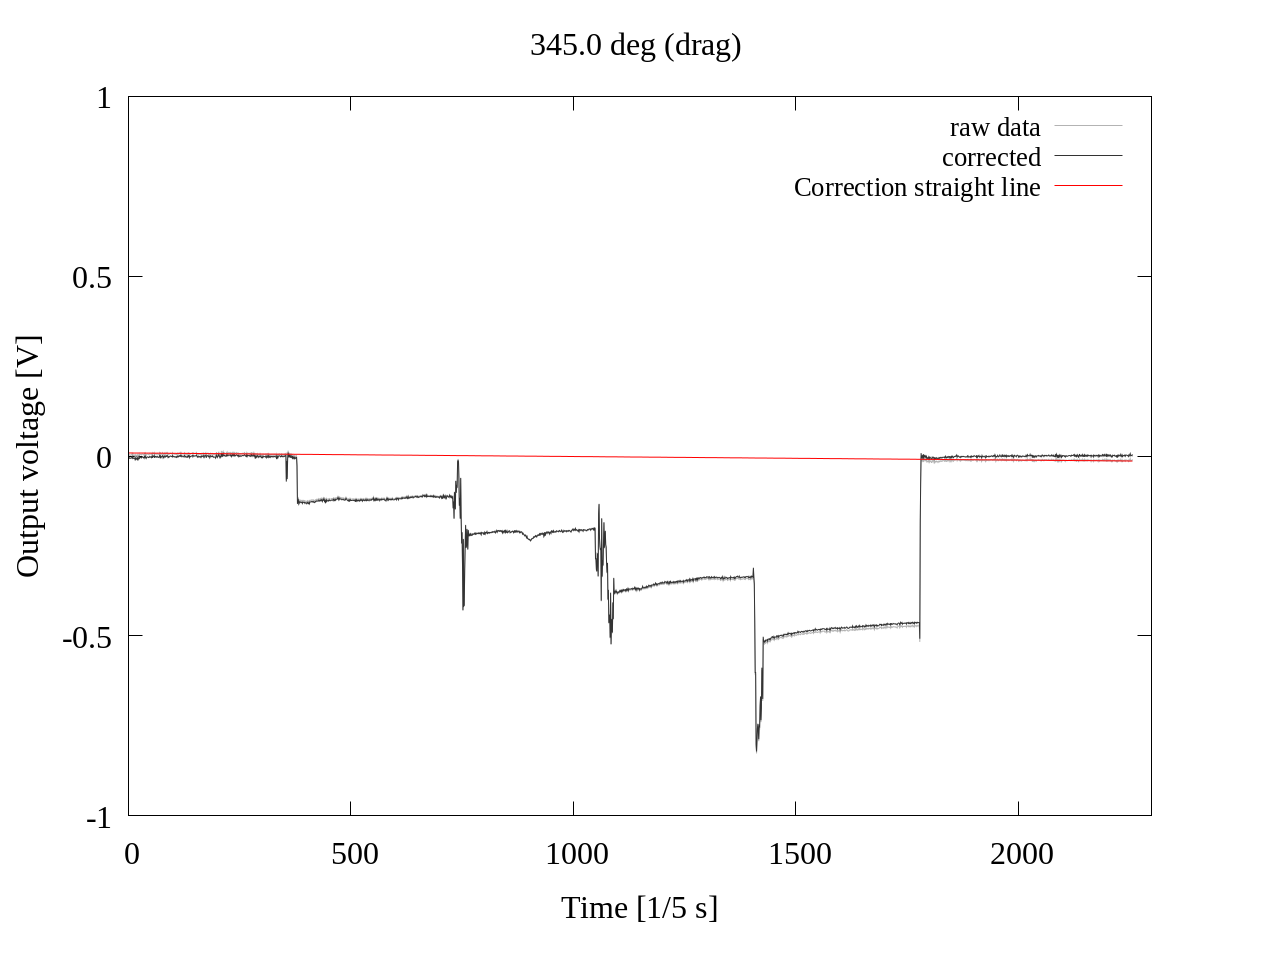 345.0 deg (drag)
1
0.5
0
-0.5
-1
Output voltage [V]
raw data
corrected
Correction straight line
0 500 1000 1500 2000
Time [1/5 s]